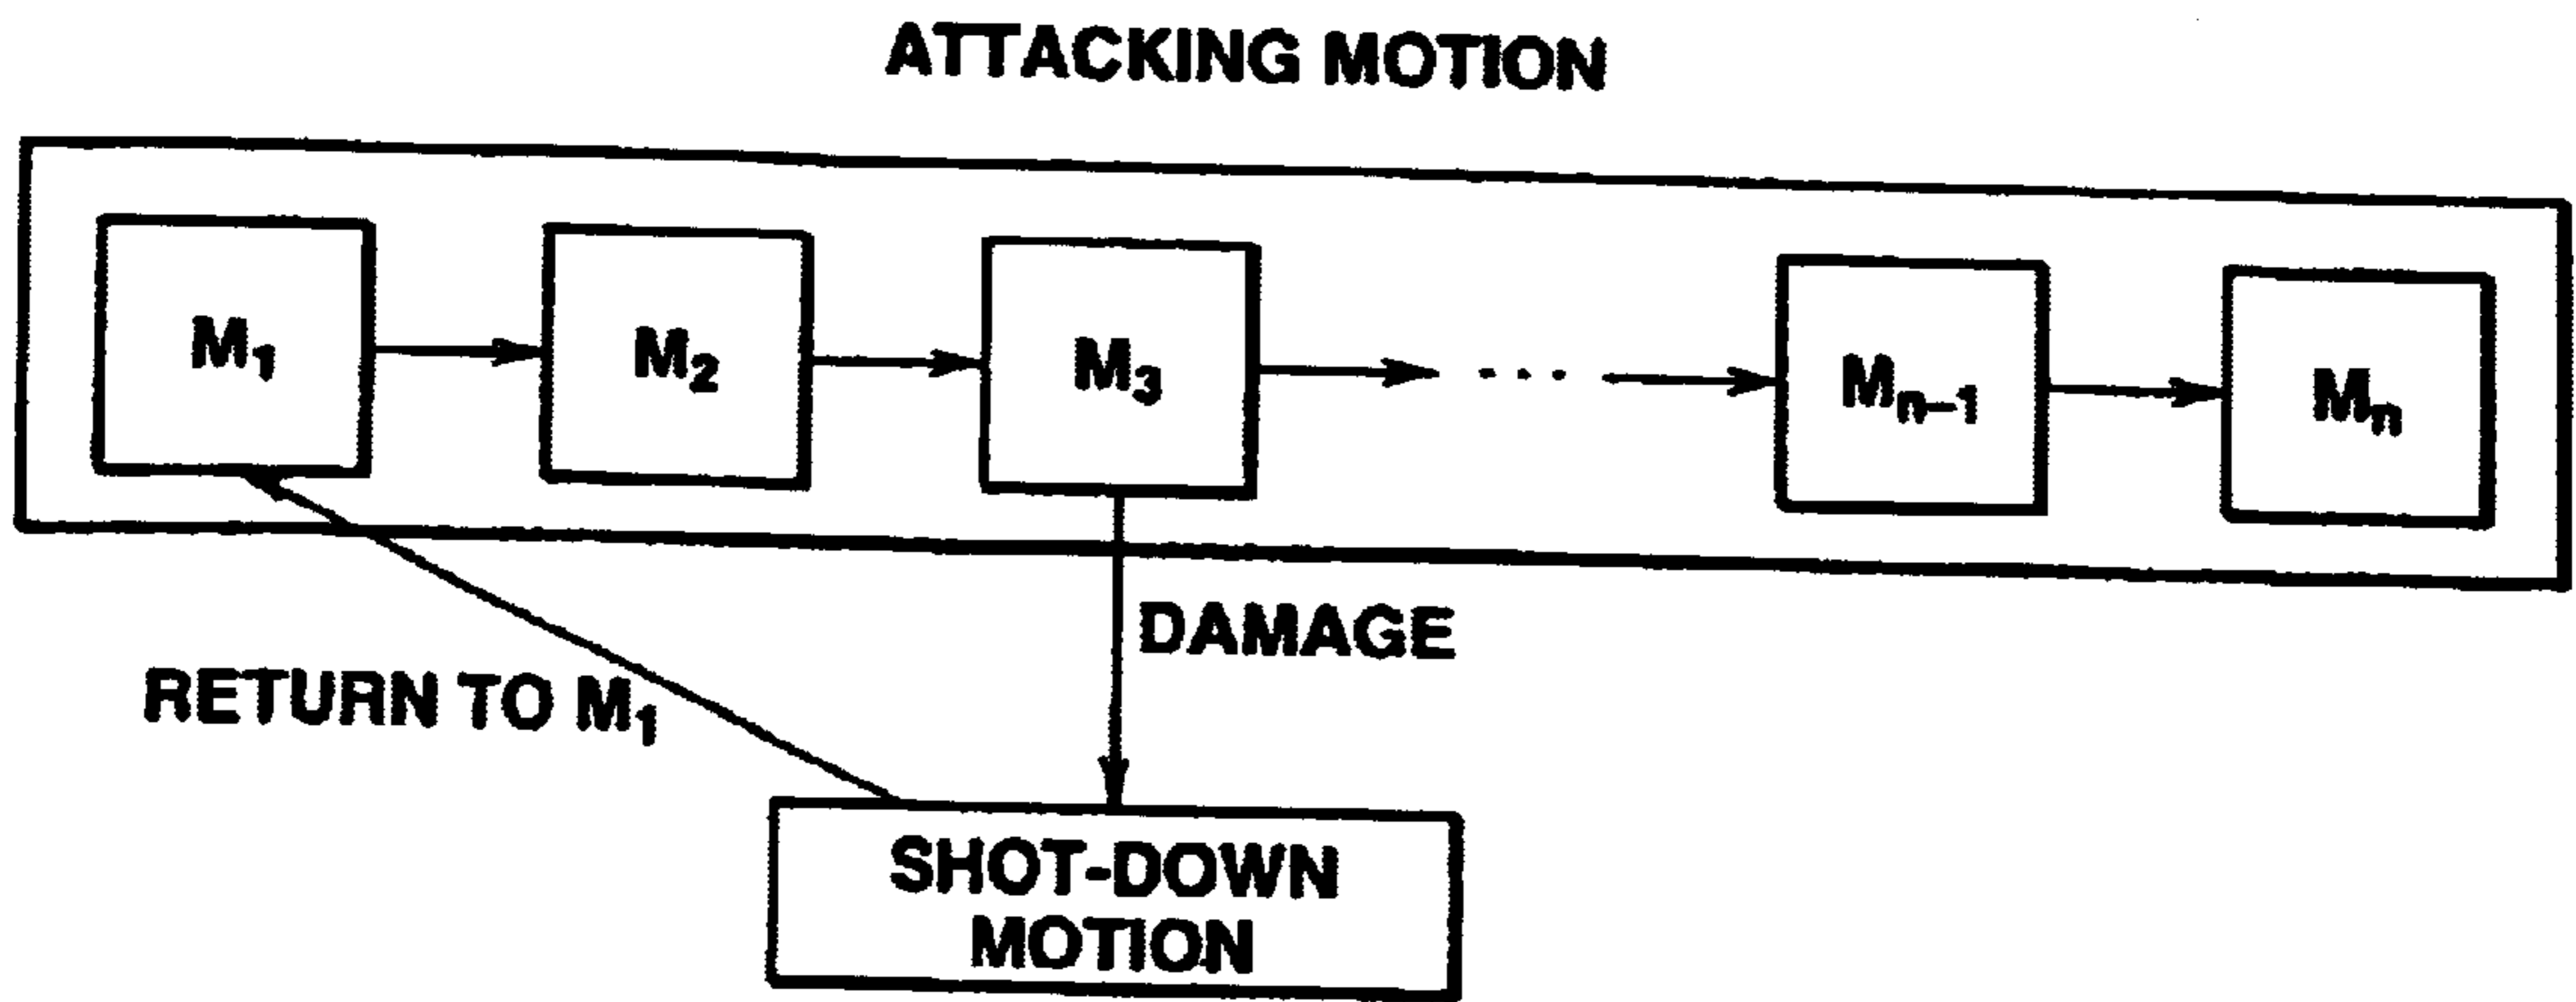 ATTACKING MOTION
M₁ M₂ M₃ ... Mₙ₋₁ Mₙ
DAMAGE
RETURN TO M₁
SHOT-DOWN
MOTION